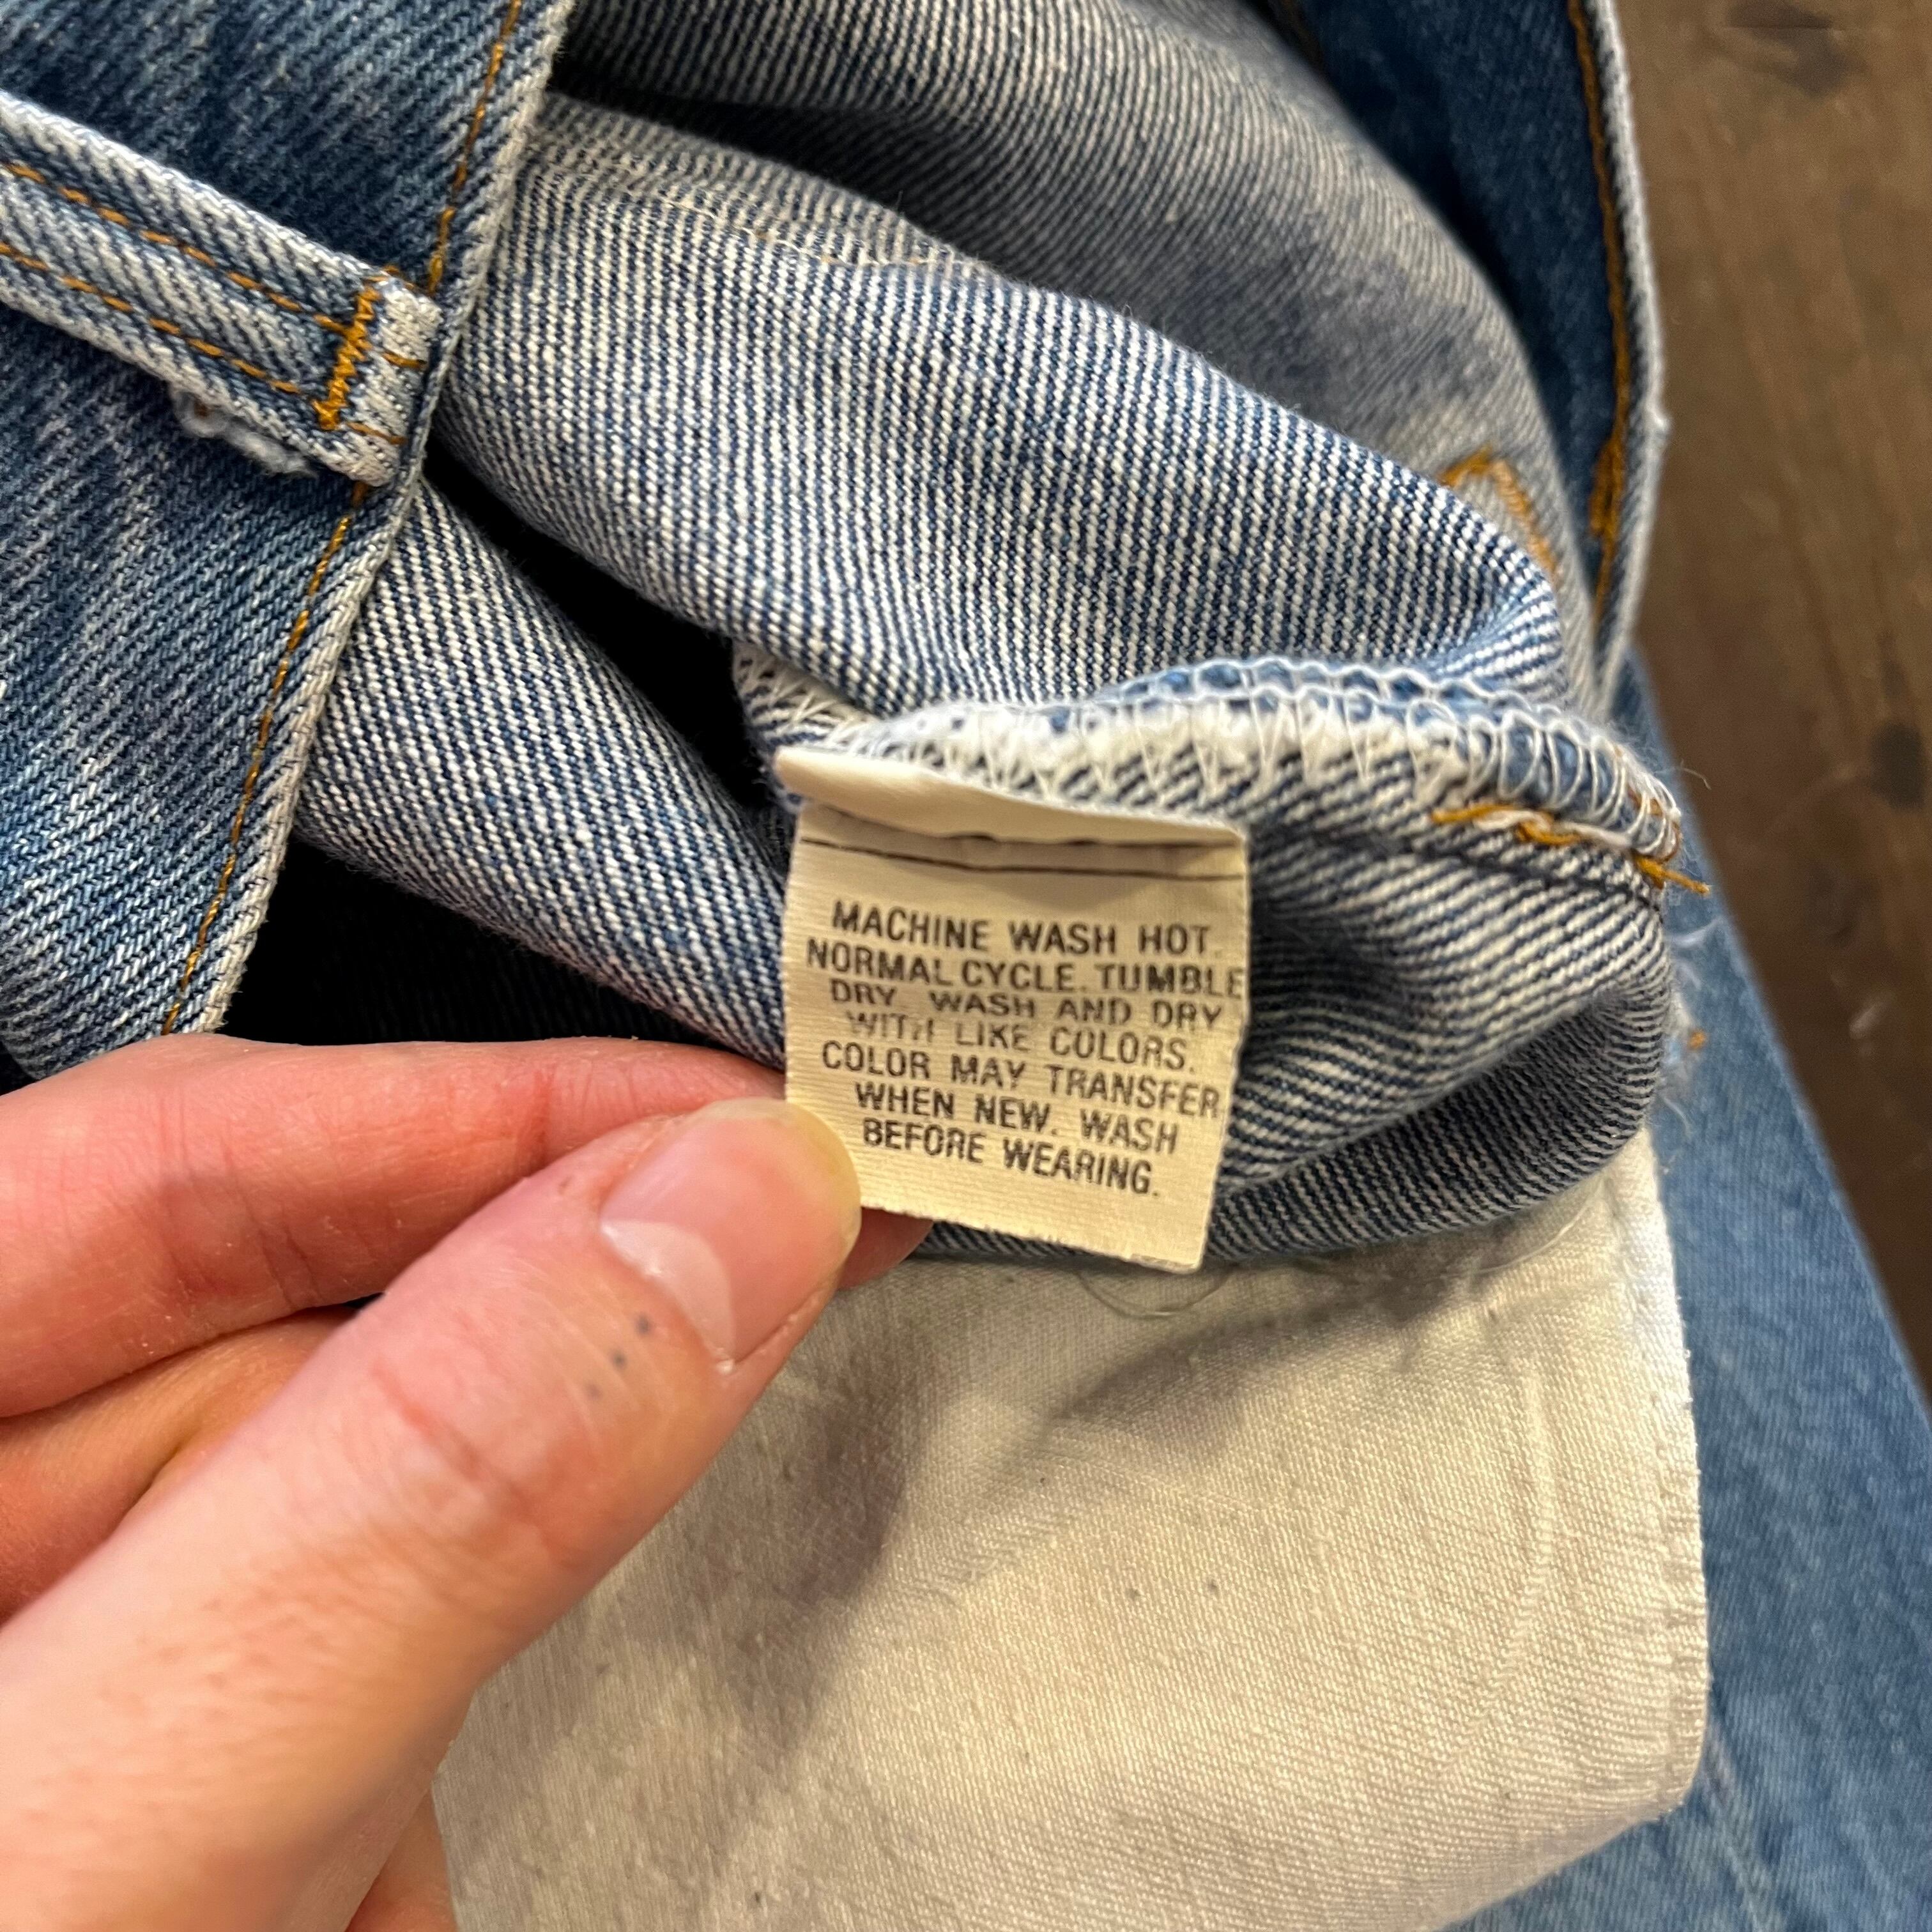 MACHINE WASH HOT.
NORMAL CYCLE. TUMBLE
DRY. WASH AND DRY
WITH LIKE COLORS.
COLOR MAY TRANSFER
WHEN NEW. WASH
BEFORE WEARING.